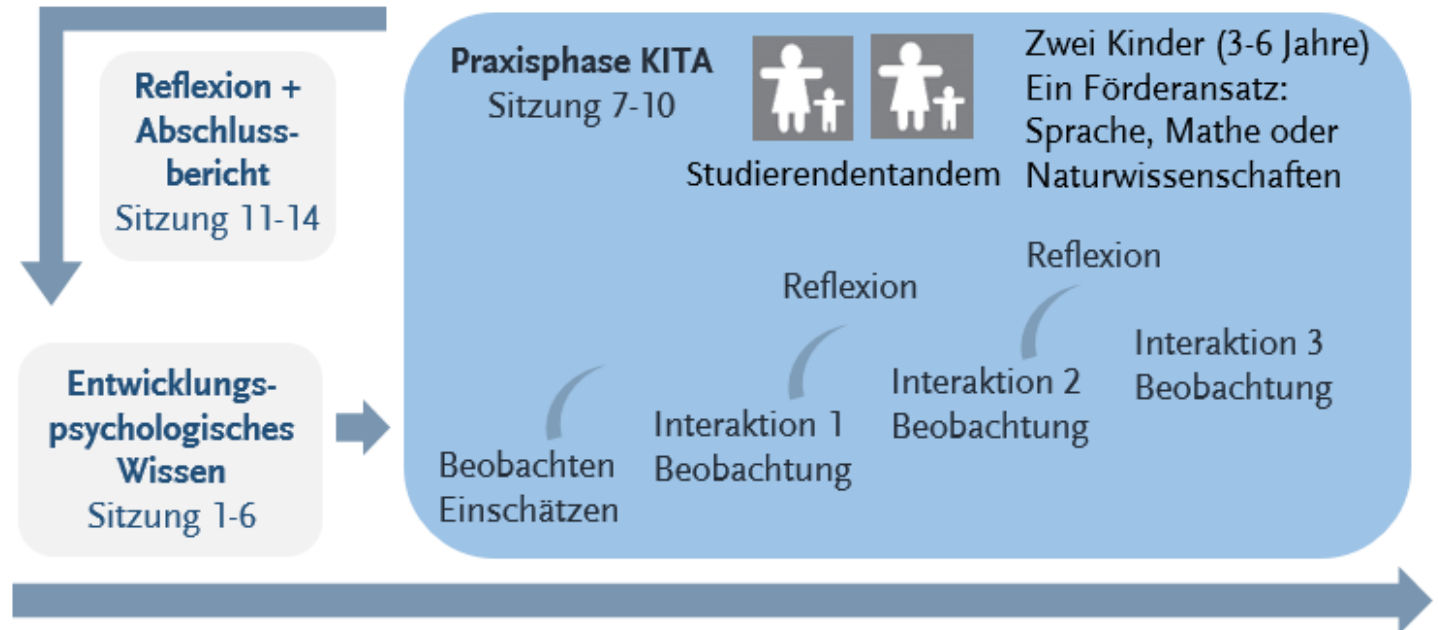 Reflexion +
Abschluss-
bericht
Sitzung 11-14
Entwicklungs-
psychologisches
Wissen
Sitzung 1-6
Praxisphase KITA
Sitzung 7-10
Studierendentandem
Zwei Kinder (3-6 Jahre)
Ein Förderansatz:
Sprache, Mathe oder
Naturwissenschaften
Beobachten
Einschätzen
Interaktion 1
Beobachtung
Reflexion
Interaktion 2
Beobachtung
Reflexion
Interaktion 3
Beobachtung